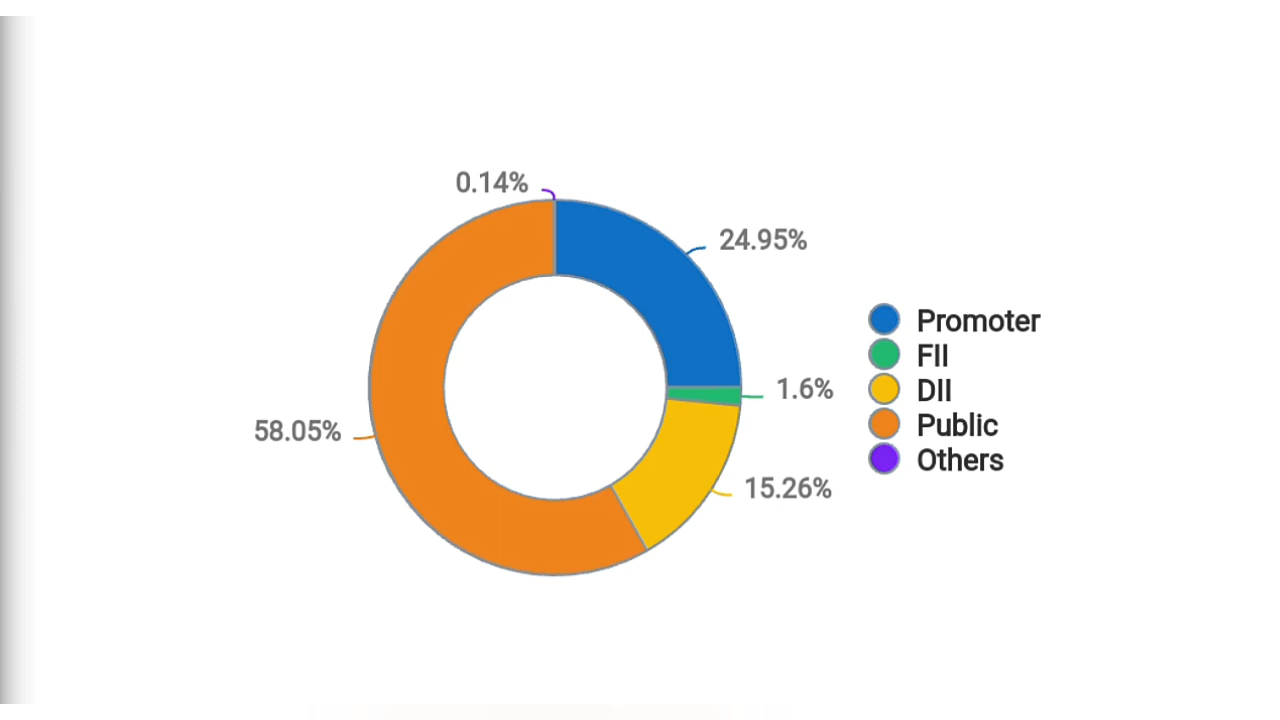 0.14%
24.95%
1.6%
15.26%
58.05%
Promoter
FII
DII
Public
Others